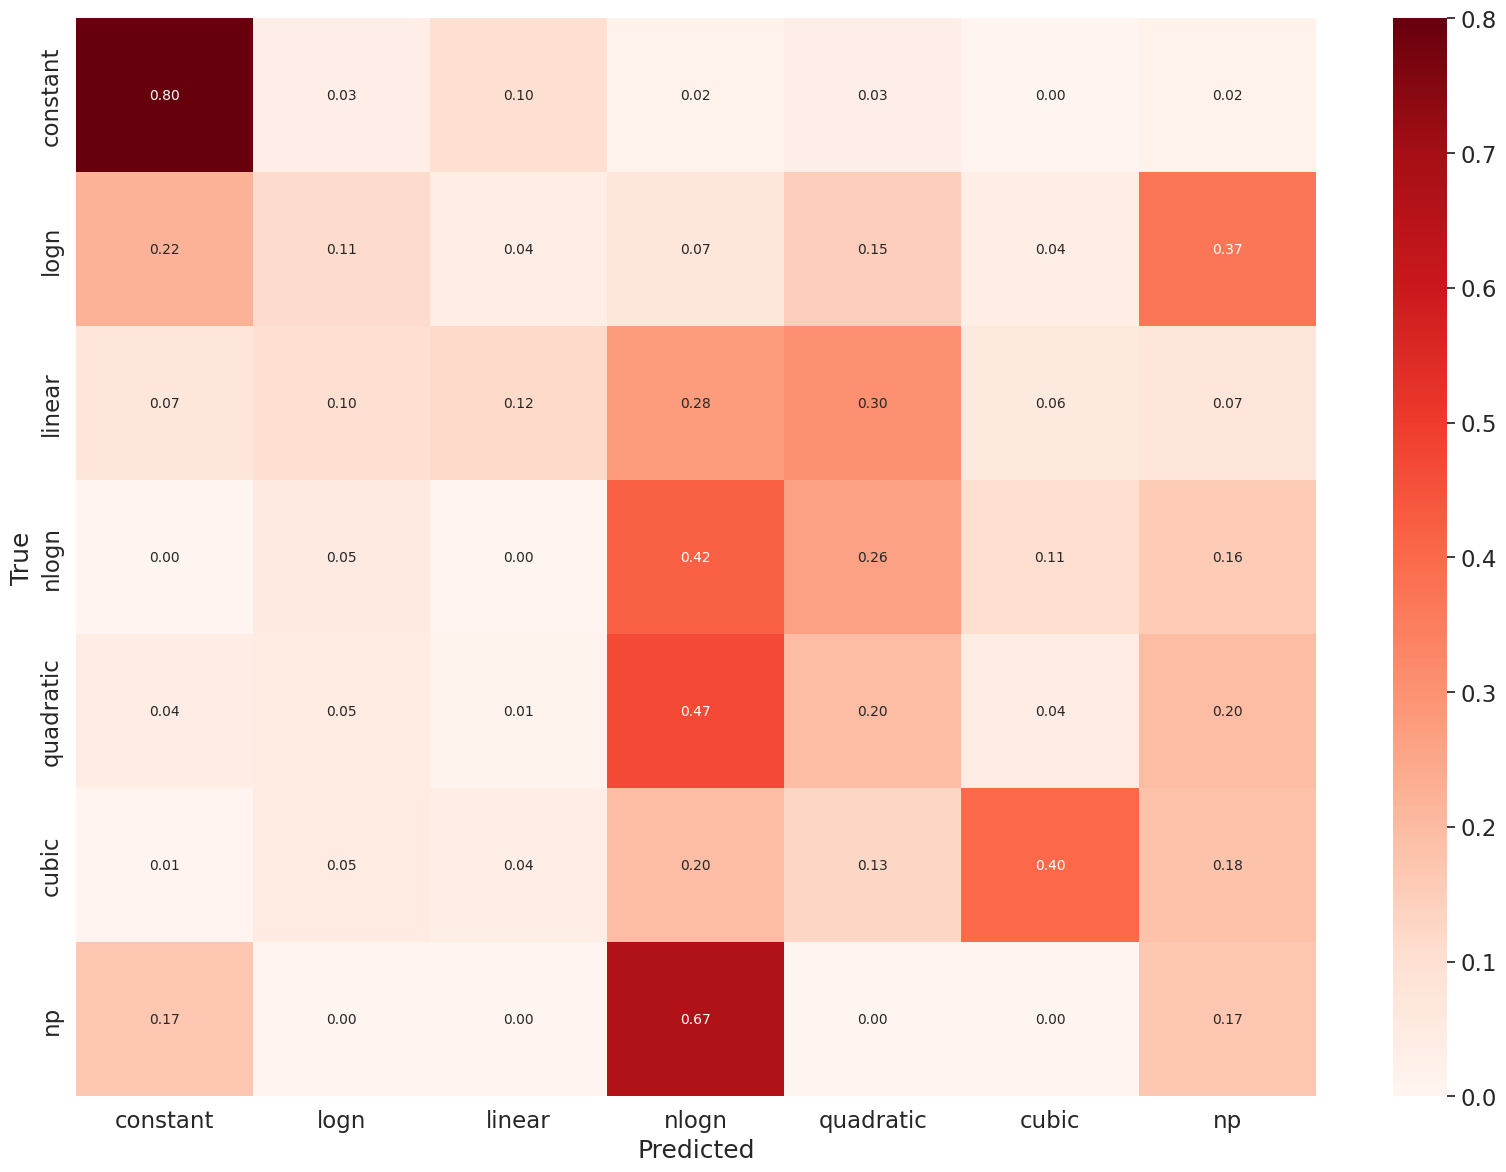 constant 0.80 0.03 0.10 0.02 0.03 0.00 0.02
logn 0.22 0.11 0.04 0.07 0.15 0.04 0.37
linear 0.07 0.10 0.12 0.28 0.30 0.06 0.07
nlogn 0.00 0.05 0.00 0.42 0.26 0.11 0.16
quadratic 0.04 0.05 0.01 0.47 0.20 0.04 0.20
cubic 0.01 0.05 0.04 0.20 0.13 0.40 0.18
np 0.17 0.00 0.00 0.67 0.00 0.00 0.17
True
constant logn linear nlogn quadratic cubic np
Predicted
0.8
0.7
0.6
0.5
0.4
0.3
0.2
0.1
0.0